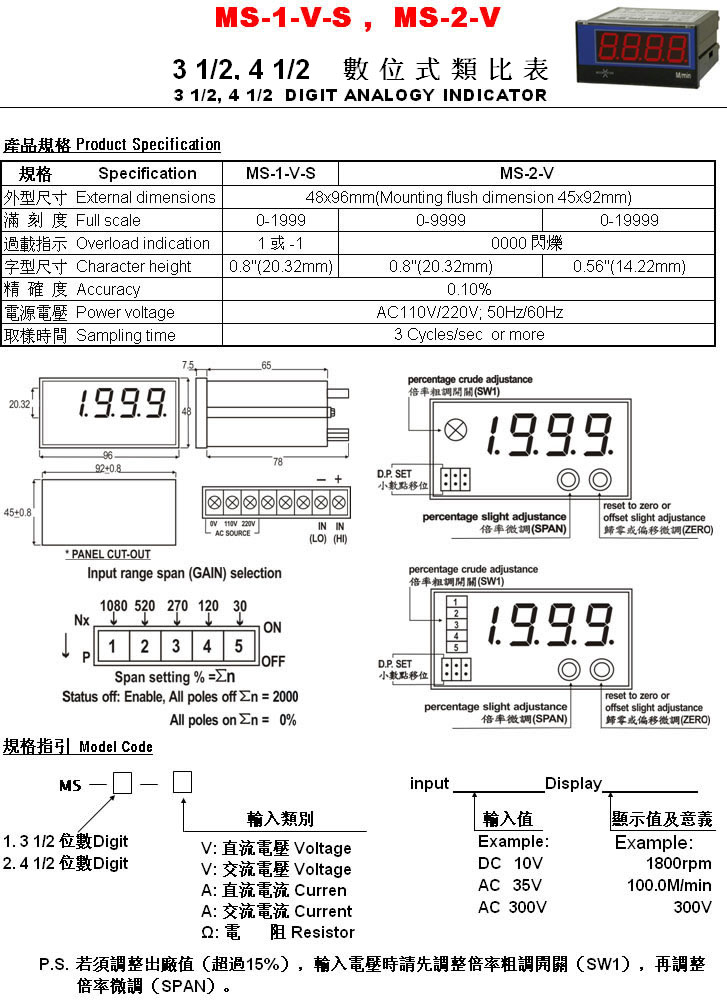 MS-1-V-S , MS-2-V
3 1/2, 4 1/2 數位式類比表
3 1/2, 4 1/2 DIGIT ANALOGY INDICATOR
8.8.8.8.
M/min
產品規格 Product Specification
規格 Specification MS-1-V-S MS-2-V
外型尺寸 External dimensions 48x96mm(Mounting flush dimension 45x92mm)
滿刻度 Full scale 0-1999 0-9999 0-19999
過載指示 Overload indication 1 或 -1 0000 閃爍
字型尺寸 Character height 0.8"(20.32mm) 0.8"(20.32mm) 0.56"(14.22mm)
精確度 Accuracy 0.10%
電源電壓 Power voltage AC110V/220V; 50Hz/60Hz
取樣時間 Sampling time 3 Cycles/sec or more
7.5 65
20.32 1.9.9.9. 48
96 78
92±0.8
45±0.8
* PANEL CUT-OUT
− +
0V 110V 220V IN IN
AC SOURCE (LO) (HI)
Input range span (GAIN) selection
1080 520 270 120 30
Nx ON
P 1 2 3 4 5 OFF
Span setting % =Σn
Status off: Enable, All poles off Σn = 2000
All poles on Σn = 0%
percentage crude adjustance
倍率粗調開關(SW1)
1.9.9.9.
D.P. SET
小數點移位
percentage slight adjustance
倍率微調(SPAN)
reset to zero or
offset slight adjustance
歸零或偏移微調(ZERO)
percentage crude adjustance
倍率粗調開關(SW1)
1
2
3
4
5
1.9.9.9.
D.P. SET
小數點移位
percentage slight adjustance
倍率微調(SPAN)
reset to zero or
offset slight adjustance
歸零或偏移微調(ZERO)
規格指引 Model Code
MS — □ — □
1. 3 1/2 位數Digit
2. 4 1/2 位數Digit
輸入類別
V: 直流電壓 Voltage
V: 交流電壓 Voltage
A: 直流電流 Curren
A: 交流電流 Current
Ω: 電 阻 Resistor
input Display
輸入值 顯示值及意義
Example: Example:
DC 10V 1800rpm
AC 35V 100.0M/min
AC 300V 300V
P.S. 若須調整出廠值（超過15%），輸入電壓時請先調整倍率粗調開關（SW1），再調整
倍率微調（SPAN）。